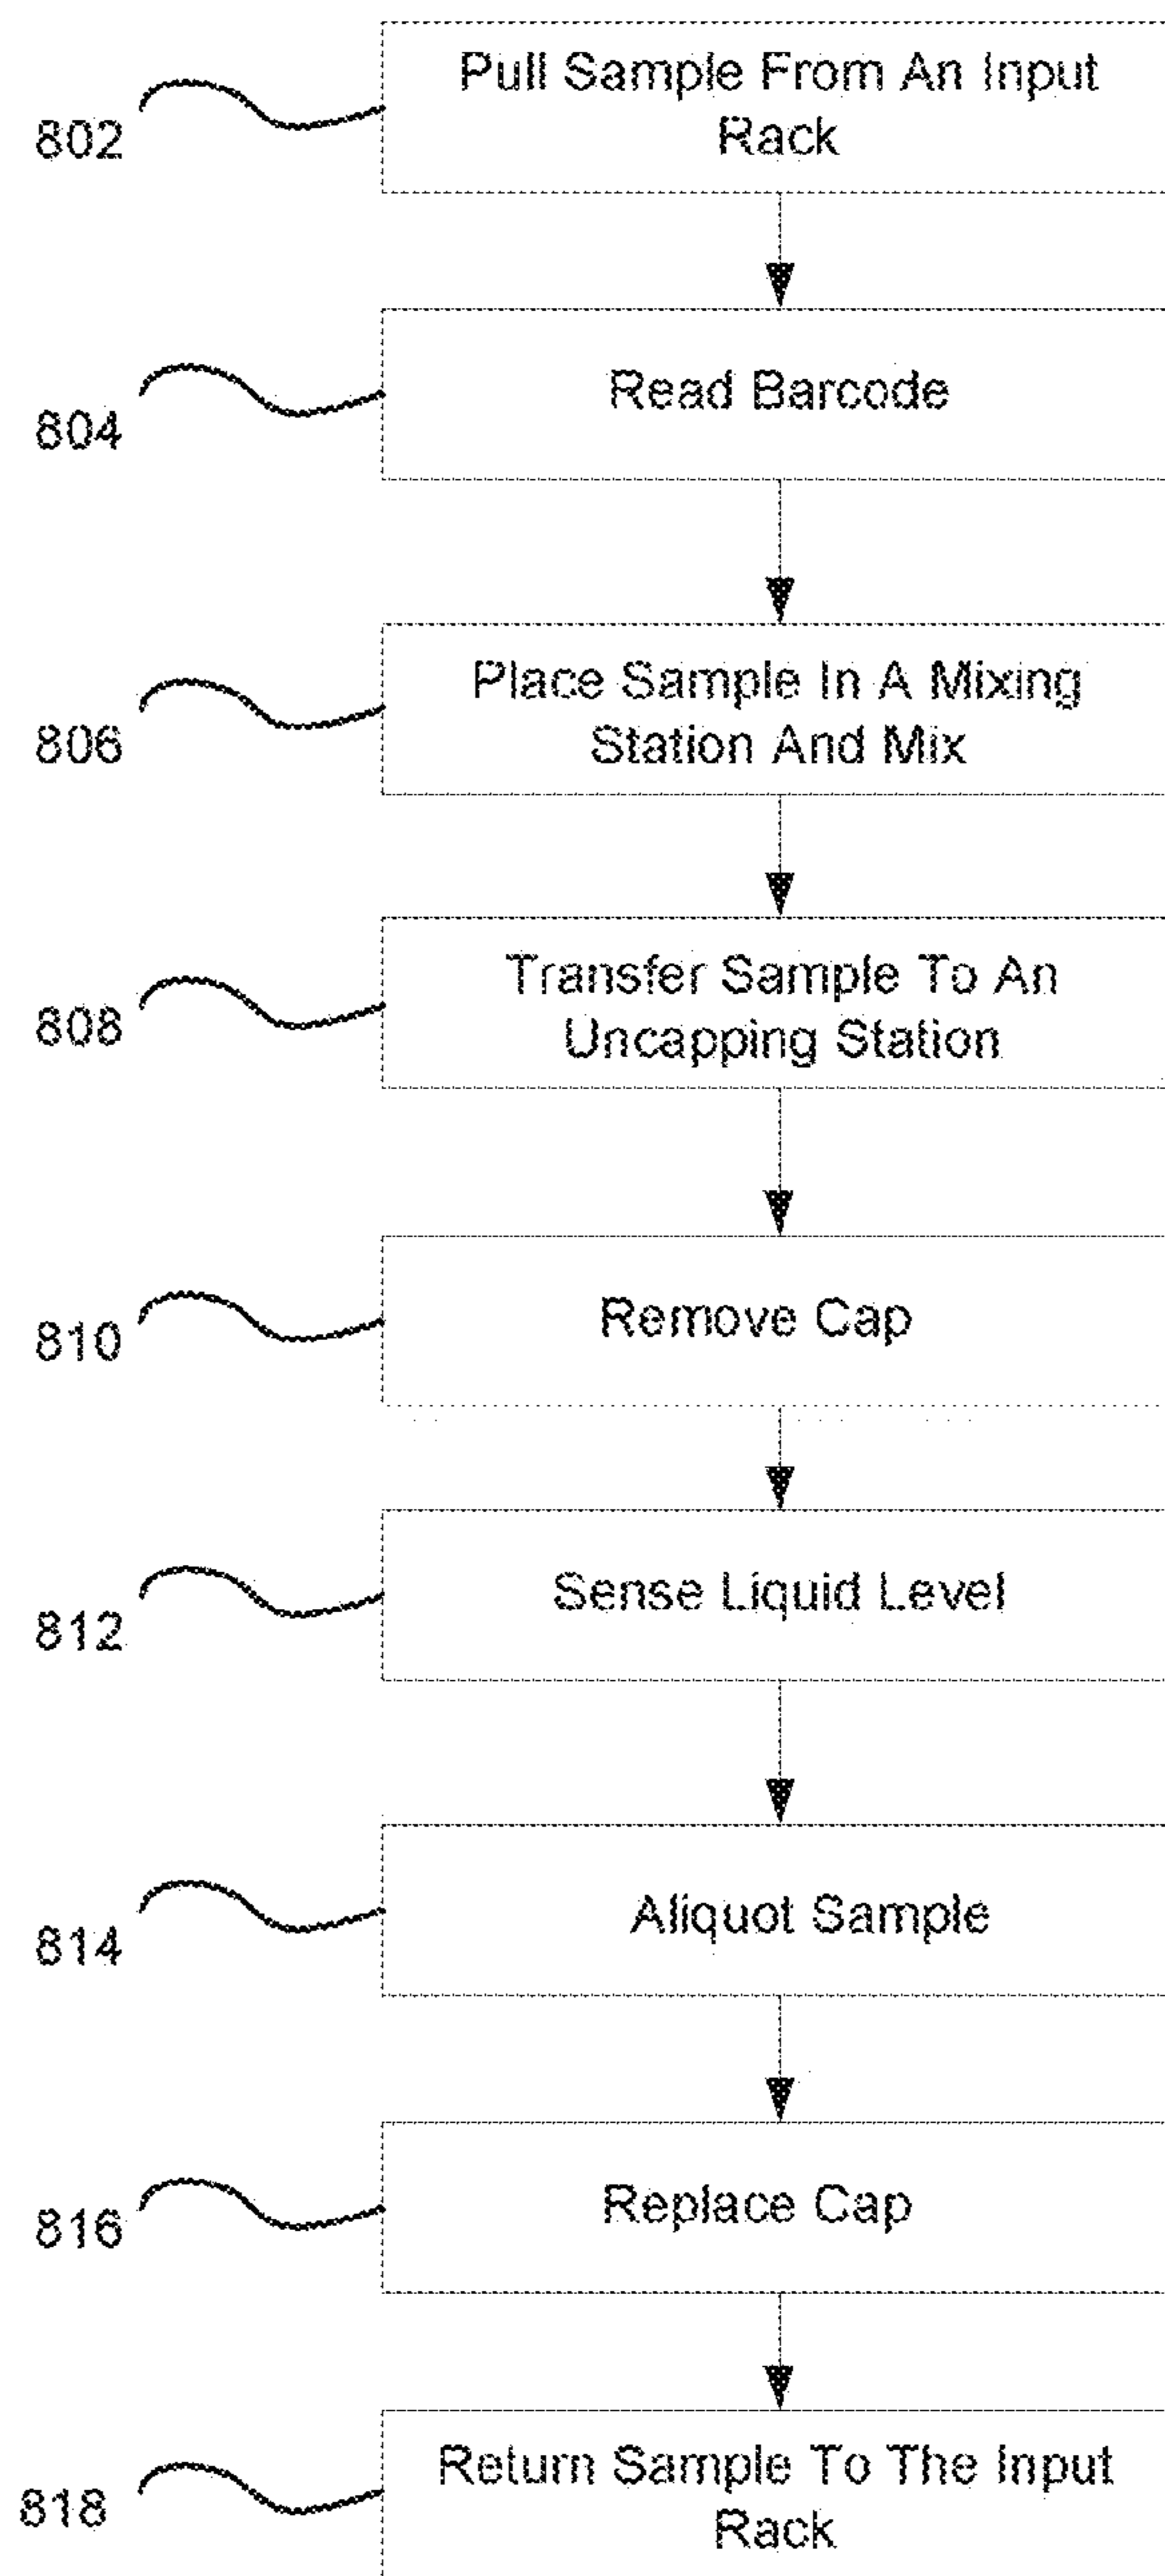 Pull Sample From An Input
Rack
802
Read Barcode
804
Place Sample In A Mixing
Station And Mix
806
Transfer Sample To An
Uncapping Station
808
Remove Cap
810
Sense Liquid Level
812
Aliquot Sample
814
Replace Cap
816
Return Sample To The Input
Rack
818